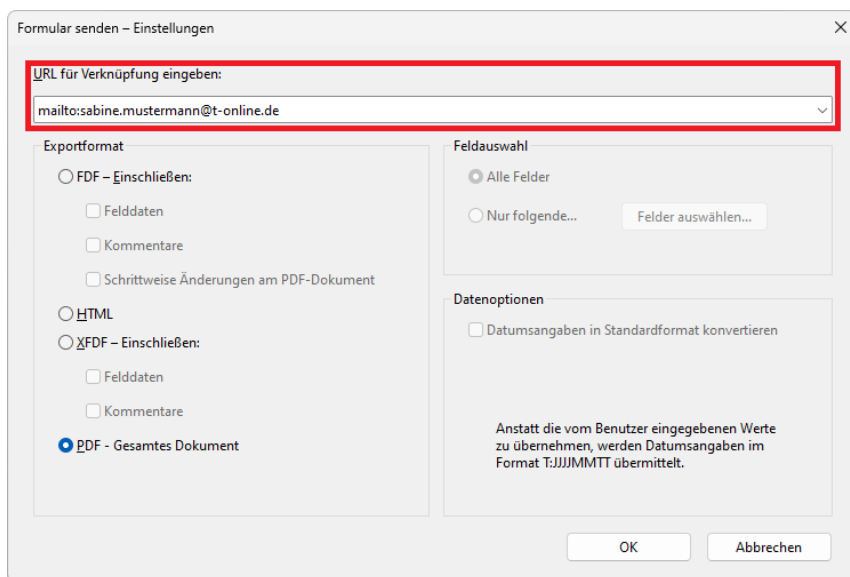 Formular senden – Einstellungen
URL für Verknüpfung eingeben:
mailto:sabine.mustermann@t-online.de
Exportformat
FDF – Einschließen:
Felddaten
Kommentare
Schrittweise Änderungen am PDF-Dokument
HTML
XFDF – Einschließen:
Felddaten
Kommentare
PDF - Gesamtes Dokument
Feldauswahl
Alle Felder
Nur folgende... Felder auswählen...
Datenoptionen
Datumsangaben in Standardformat konvertieren
Anstatt die vom Benutzer eingegebenen Werte
zu übernehmen, werden Datumsangaben im
Format T:JJJJMMTT übermittelt.
OK Abbrechen